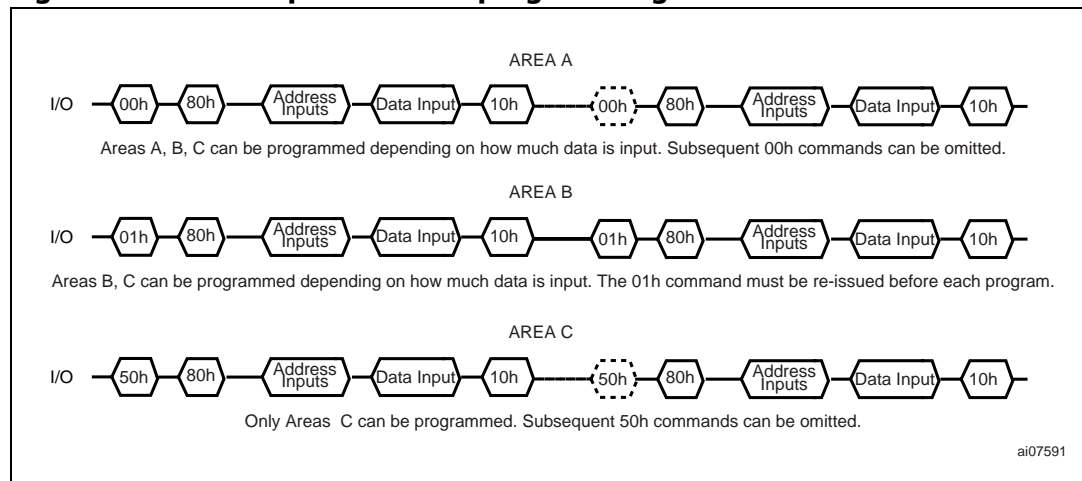 AREA A
I/O 00h 80h Address Inputs Data Input 10h 00h 80h Address Inputs Data Input 10h
Areas A, B, C can be programmed depending on how much data is input. Subsequent 00h commands can be omitted.
AREA B
I/O 01h 80h Address Inputs Data Input 10h 01h 80h Address Inputs Data Input 10h
Areas B, C can be programmed depending on how much data is input. The 01h command must be re-issued before each program.
AREA C
I/O 50h 80h Address Inputs Data Input 10h 50h 80h Address Inputs Data Input 10h
Only Areas C can be programmed. Subsequent 50h commands can be omitted.
ai07591